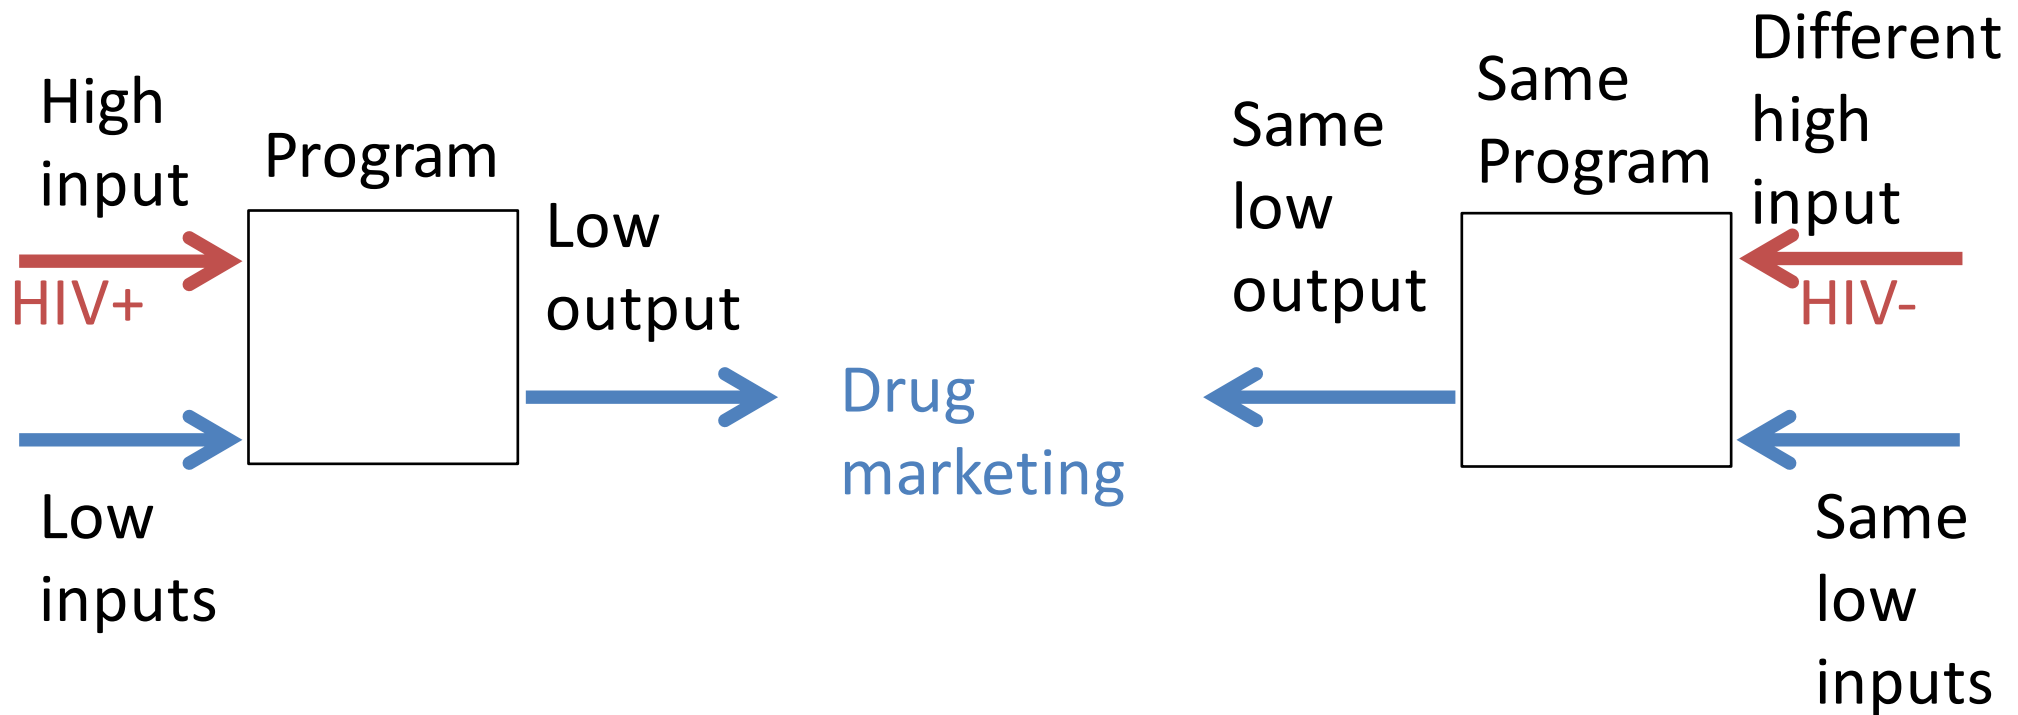 High
input
Program
HIV+
Low
output
Low
inputs
Drug
marketing
Same
low
output
Same
Program
Different
high
input
HIV-
Same
low
inputs